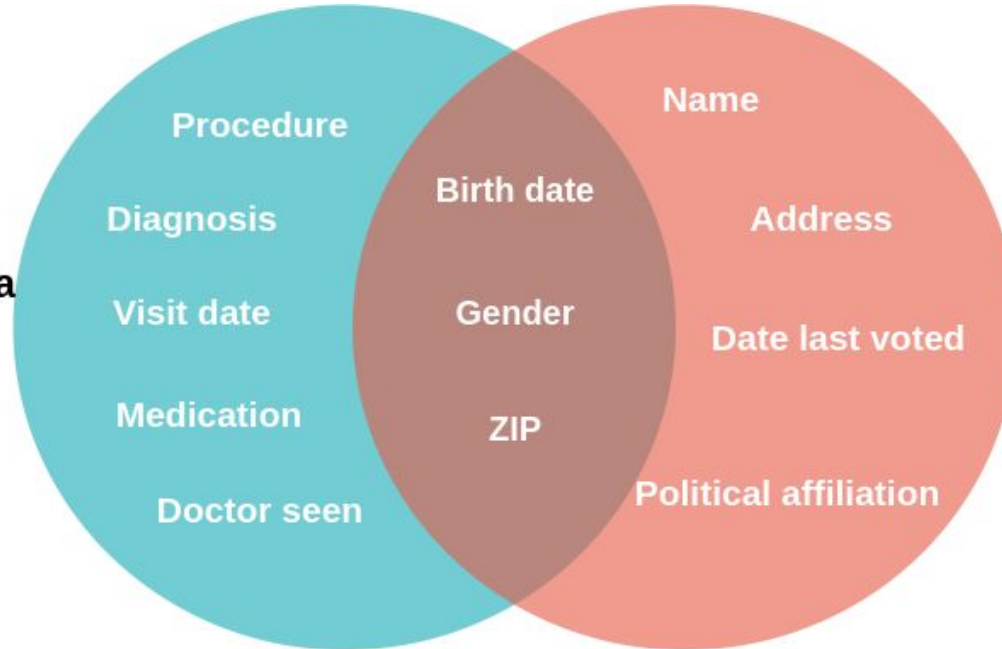 Procedure
Diagnosis
Visit date
Medication
Doctor seen
Birth date
Gender
ZIP
Name
Address
Date last voted
Political affiliation
a